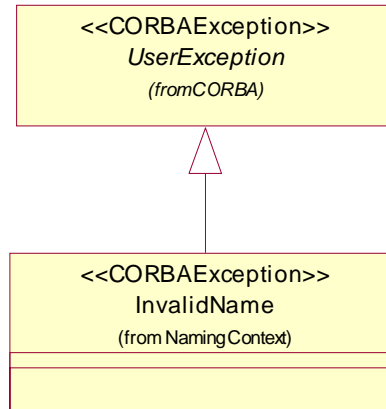 <<CORBAException>>
UserException
(fromCORBA)
<<CORBAException>>
InvalidName
(from NamingContext)